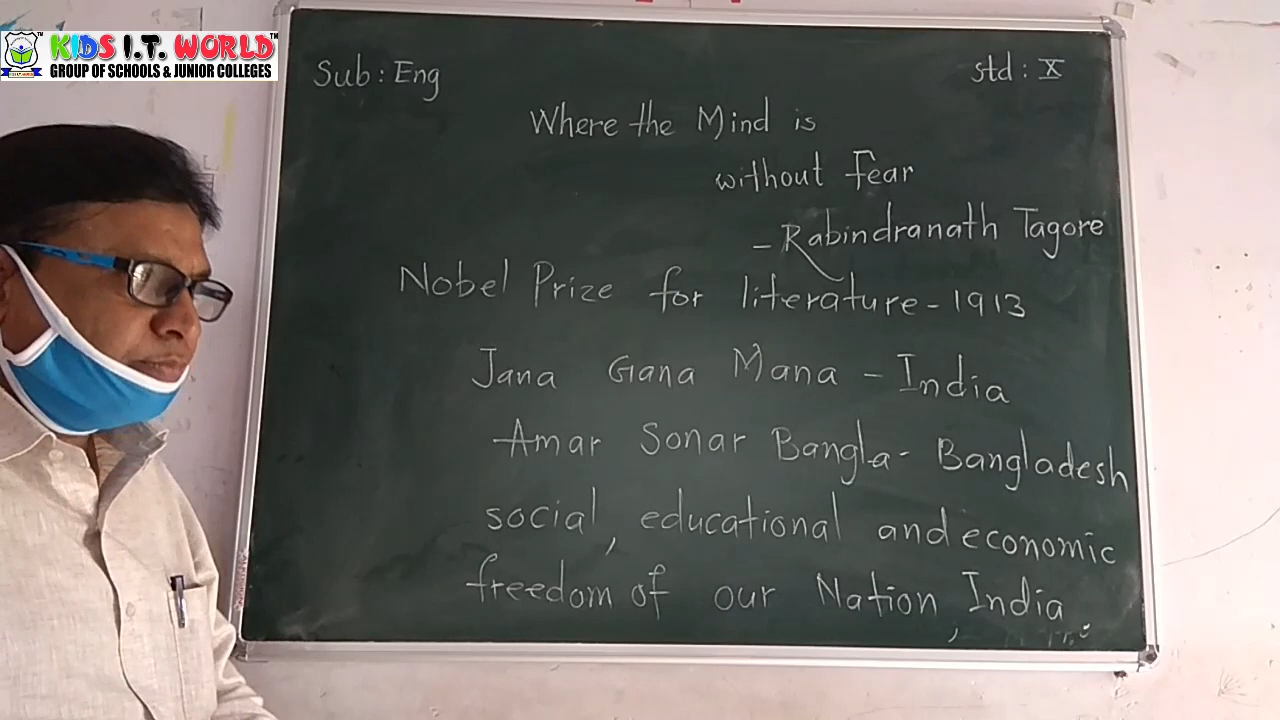 KIDS I.T. WORLD
GROUP OF SCHOOLS & JUNIOR COLLEGES
Sub : Eng
std : X
Where the Mind is
without Fear
- Rabindranath Tagore
Nobel Prize for literature - 1913
Jana Gana Mana - India
Amar Sonar Bangla - Bangladesh
social, educational and economic
freedom of our Nation, India